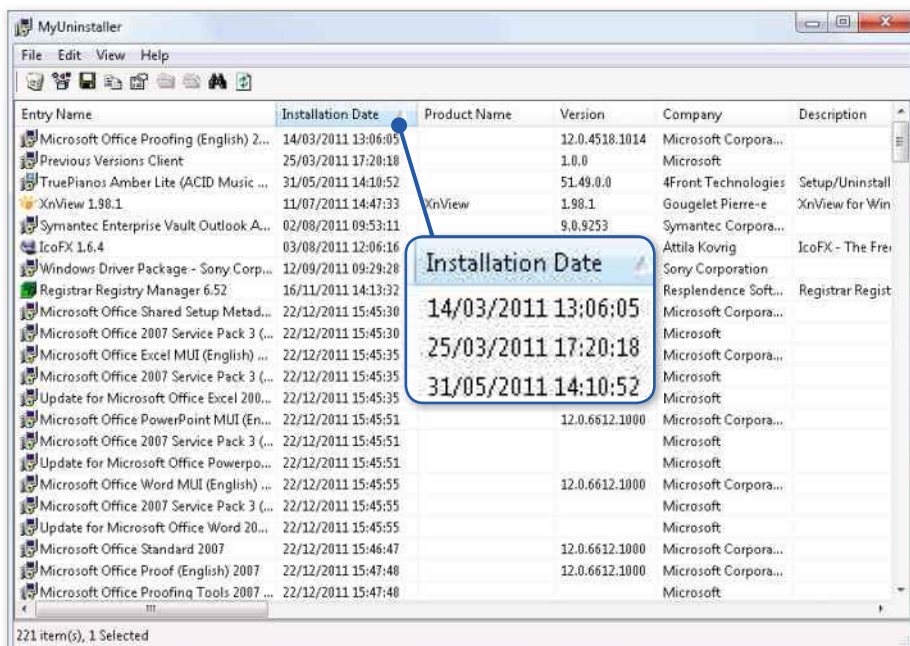 MyUninstaller
File Edit View Help
Entry Name Installation Date Product Name Version Company Description
Microsoft Office Proofing (English) 2... 14/03/2011 13:06:05 12.0.4518.1014 Microsoft Corpora...
Previous Versions Client 25/03/2011 17:20:18 1.0.0 Microsoft
TruePianos Amber Lite (ACID Music ... 31/05/2011 14:10:52 51.49.0.0 4Front Technologies Setup/Uninstall
XnView 1.98.1 11/07/2011 14:47:33 XnView 1.98.1 Gougelet Pierre-e XnView for Win
Symantec Enterprise Vault Outlook A... 02/08/2011 09:53:11 9.0.9253 Symantec Corpora...
IcoFX 1.6.4 03/08/2011 12:06:16 Attila Kovrig IcoFX - The Free
Windows Driver Package - Sony Corp... 12/09/2011 09:29:28 Sony Corporation
Registrar Registry Manager 6.52 16/11/2011 14:13:32 Resplendence Soft... Registrar Regist
Microsoft Office Shared Setup Metad... 22/12/2011 15:45:30 Microsoft Corpora...
Microsoft Office 2007 Service Pack 3 (... 22/12/2011 15:45:30 Microsoft
Microsoft Office Excel MUI (English) ... 22/12/2011 15:45:35 Microsoft Corpora...
Microsoft Office 2007 Service Pack 3 (... 22/12/2011 15:45:35 Microsoft
Update for Microsoft Office Excel 200... 22/12/2011 15:45:35 Microsoft
Microsoft Office PowerPoint MUI (En... 22/12/2011 15:45:51 12.0.6612.1000 Microsoft Corpora...
Microsoft Office 2007 Service Pack 3 (... 22/12/2011 15:45:51 Microsoft
Update for Microsoft Office Powerpo... 22/12/2011 15:45:51 Microsoft
Microsoft Office Word MUI (English) ... 22/12/2011 15:45:55 12.0.6612.1000 Microsoft Corpora...
Microsoft Office 2007 Service Pack 3 (... 22/12/2011 15:45:55 Microsoft
Update for Microsoft Office Word 20... 22/12/2011 15:45:55 Microsoft
Microsoft Office Standard 2007 22/12/2011 15:46:47 12.0.6612.1000 Microsoft Corpora...
Microsoft Office Proof (English) 2007 22/12/2011 15:47:48 12.0.6612.1000 Microsoft Corpora...
Microsoft Office Proofing Tools 2007 ... 22/12/2011 15:47:48 Microsoft
Installation Date
14/03/2011 13:06:05
25/03/2011 17:20:18
31/05/2011 14:10:52
221 item(s), 1 Selected